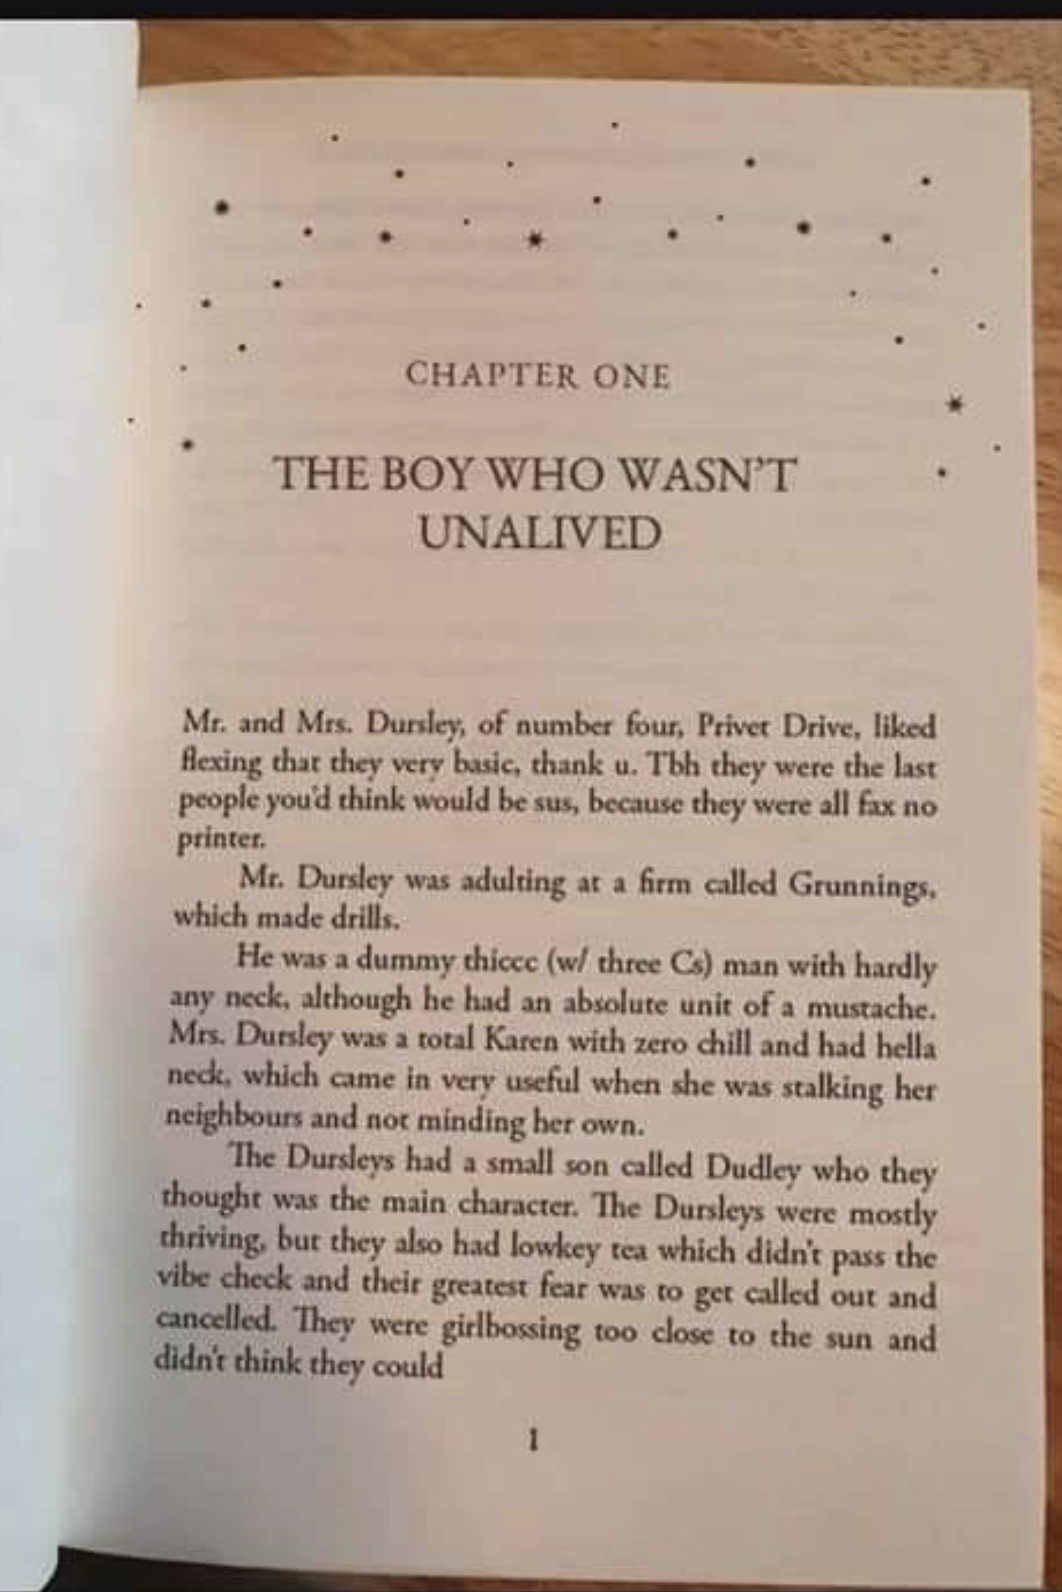 CHAPTER ONE
THE BOY WHO WASN'T
UNALIVED
Mr. and Mrs. Dursley, of number four, Privet Drive, liked
flexing that they very basic, thank u. Tbh they were the last
people you'd think would be sus, because they were all fax no
printer.
Mr. Dursley was adulting at a firm called Grunnings,
which made drills.
He was a dummy thiccc (w/ three Cs) man with hardly
any neck, although he had an absolute unit of a mustache.
Mrs. Dursley was a total Karen with zero chill and had hella
neck, which came in very useful when she was stalking her
neighbours and not minding her own.
The Dursleys had a small son called Dudley who they
thought was the main character. The Dursleys were mostly
thriving, but they also had lowkey tea which didn't pass the
vibe check and their greatest fear was to get called out and
cancelled. They were girlbossing too close to the sun and
didn't think they could
1